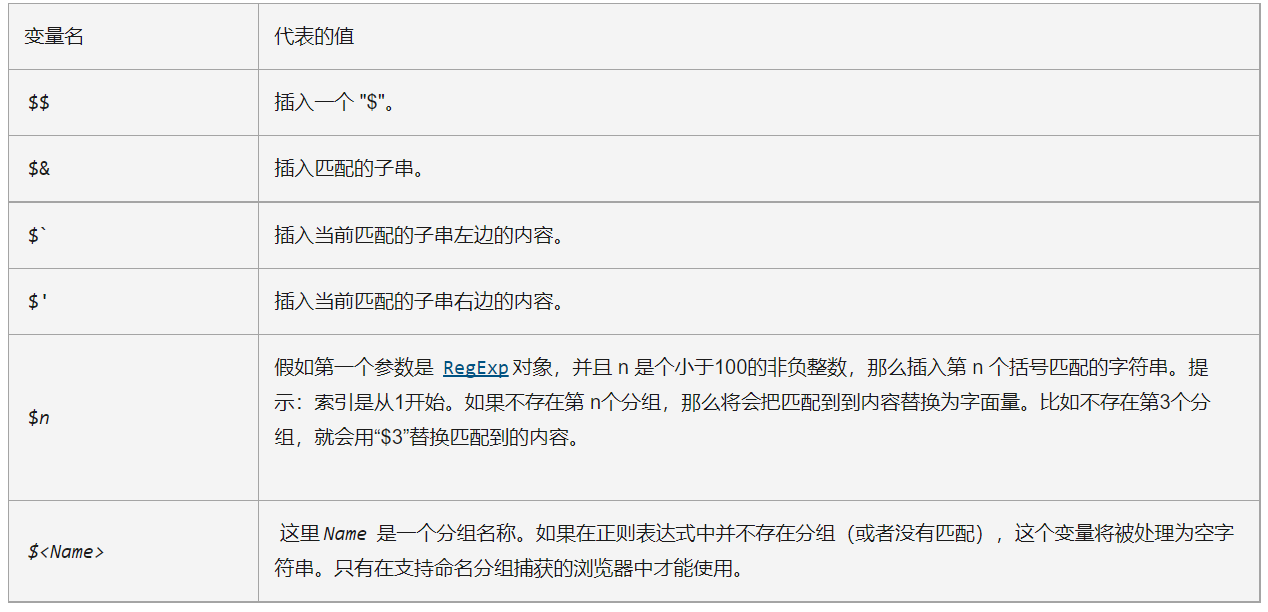 变量名 代表的值
$$ 插入一个 "$"。
$& 插入匹配的子串。
$` 插入当前匹配的子串左边的内容。
$' 插入当前匹配的子串右边的内容。
$n
假如第一个参数是 RegExp对象，并且 n 是个小于100的非负整数，那么插入第 n 个括号匹配的字符串。提
示：索引是从1开始。如果不存在第 n个分组，那么将会把匹配到到内容替换为字面量。比如不存在第3个分
组，就会用“$3”替换匹配到的内容。
$<Name>
这里Name 是一个分组名称。如果在正则表达式中并不存在分组（或者没有匹配），这个变量将被处理为空字
符串。只有在支持命名分组捕获的浏览器中才能使用。